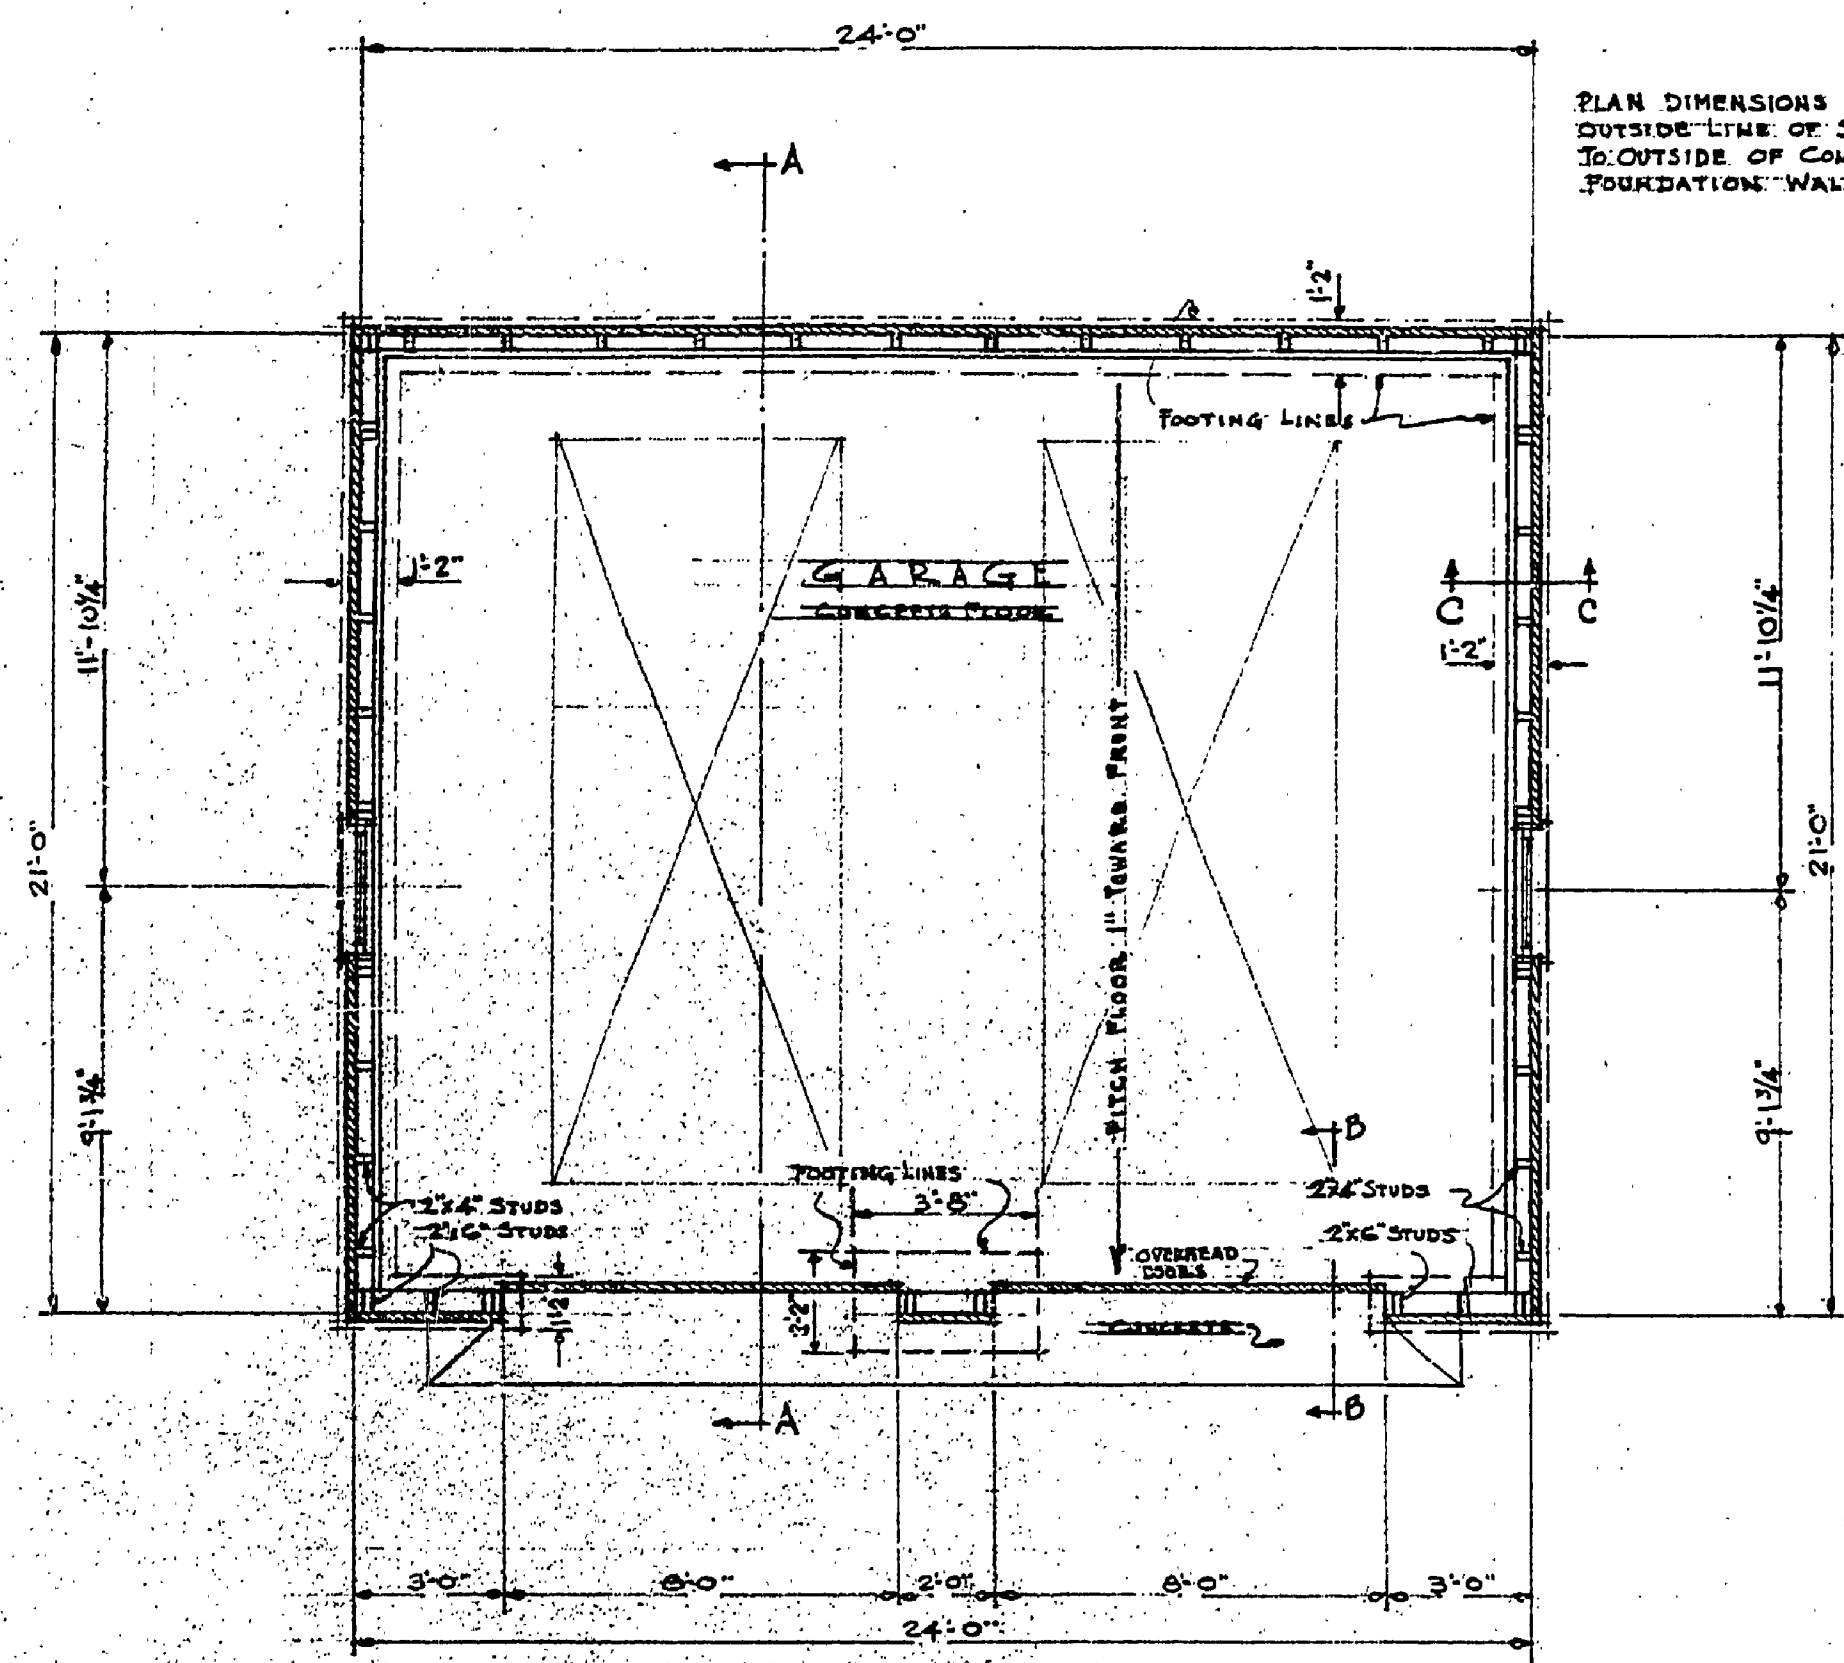 24'-0"
PLAN DIMENSIONS
OUTSIDE LINE OF
TO OUTSIDE OF
FOUNDATION
A
1'-2"
FOOTING LINES
GARAGE
CONCRETE FLOOR
1'-2"
C C
1'-2"
11'-10¼"
11'-10¼"
21'-0"
21'-0"
PITCH FLOOR 1" TOWARD FRONT
9'-1¾"
9'-1¾"
B
FOOTING LINES
3'-8"
2"X4" STUDS
2"X6" STUDS
2"X4" STUDS
2"X6" STUDS
OVERHEAD
DOORS
1'-2"
CONCRETE
A
B
3'-0" 8'-0" 2'-0" 8'-0" 3'-0"
24'-0"